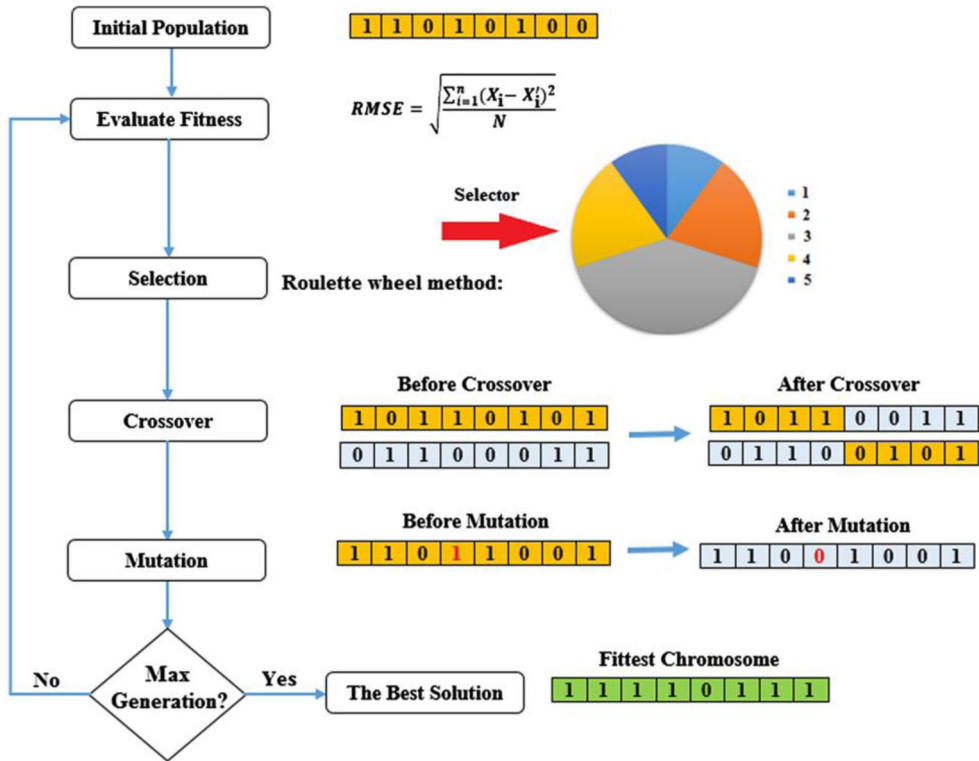 Initial Population
1 1 0 1 0 1 0 0
Evaluate Fitness
RMSE = √(∑ⁿᵢ₌₁(Xᵢ − X′ᵢ)² / N)
Selector
1
2
3
4
5
Selection
Roulette wheel method:
Before Crossover
After Crossover
1 0 1 1 0 1 0 1
1 0 1 1 0 0 1 1
Crossover
0 1 1 0 0 0 1 1
0 1 1 0 0 1 0 1
Before Mutation
After Mutation
1 1 0 1 1 0 0 1
1 1 0 0 1 0 0 1
Mutation
No
Max
Generation?
Yes
The Best Solution
Fittest Chromosome
1 1 1 1 0 1 1 1